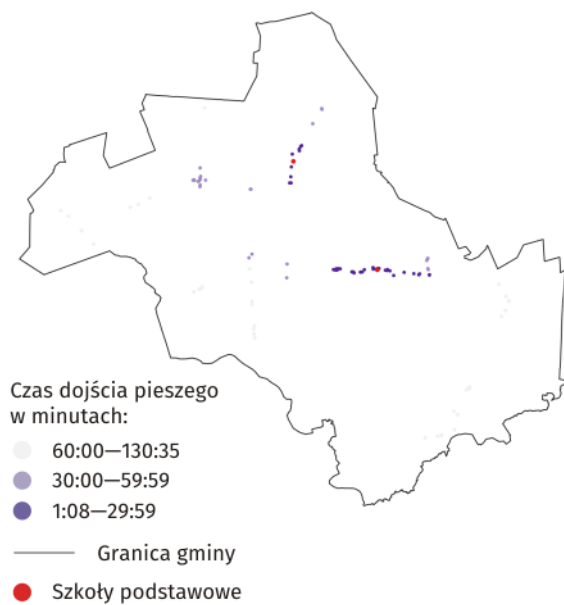 Czas dojścia pieszego
w minutach:
60:00—130:35
30:00—59:59
1:08—29:59
Granica gminy
Szkoły podstawowe